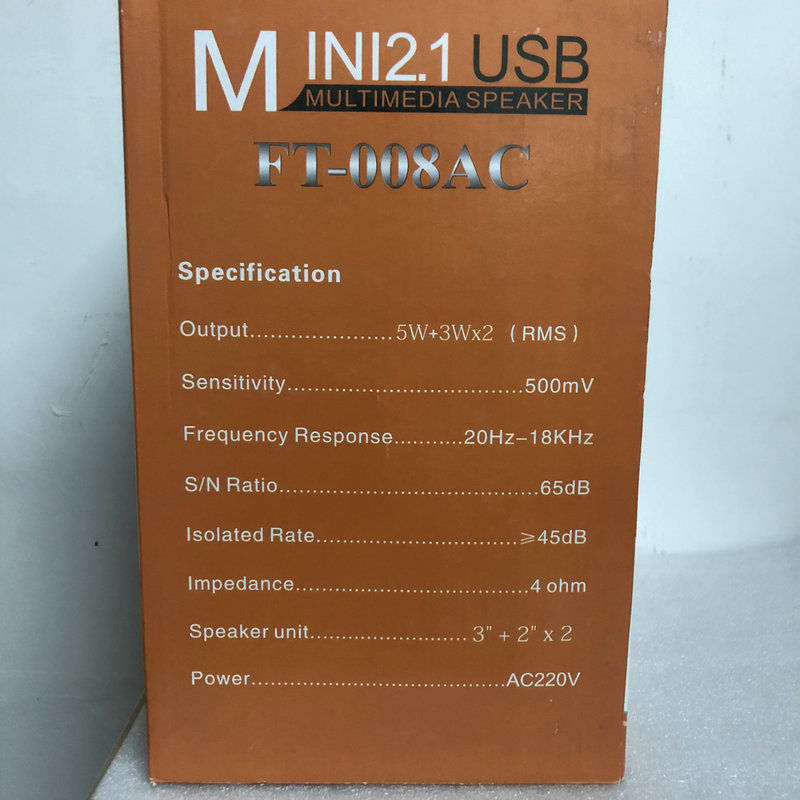 MINI2.1 USB
MULTIMEDIA SPEAKER
FT-008AC
Specification
Output..................... 5W+3Wx2 (RMS)
Sensitivity...................................500mV
Frequency Response..........20Hz-18KHz
S/N Ratio......................................65dB
Isolated Rate..............................≥45dB
Impedance...................................4 ohm
Speaker unit....................... 3" + 2" x 2
Power.....................................AC220V